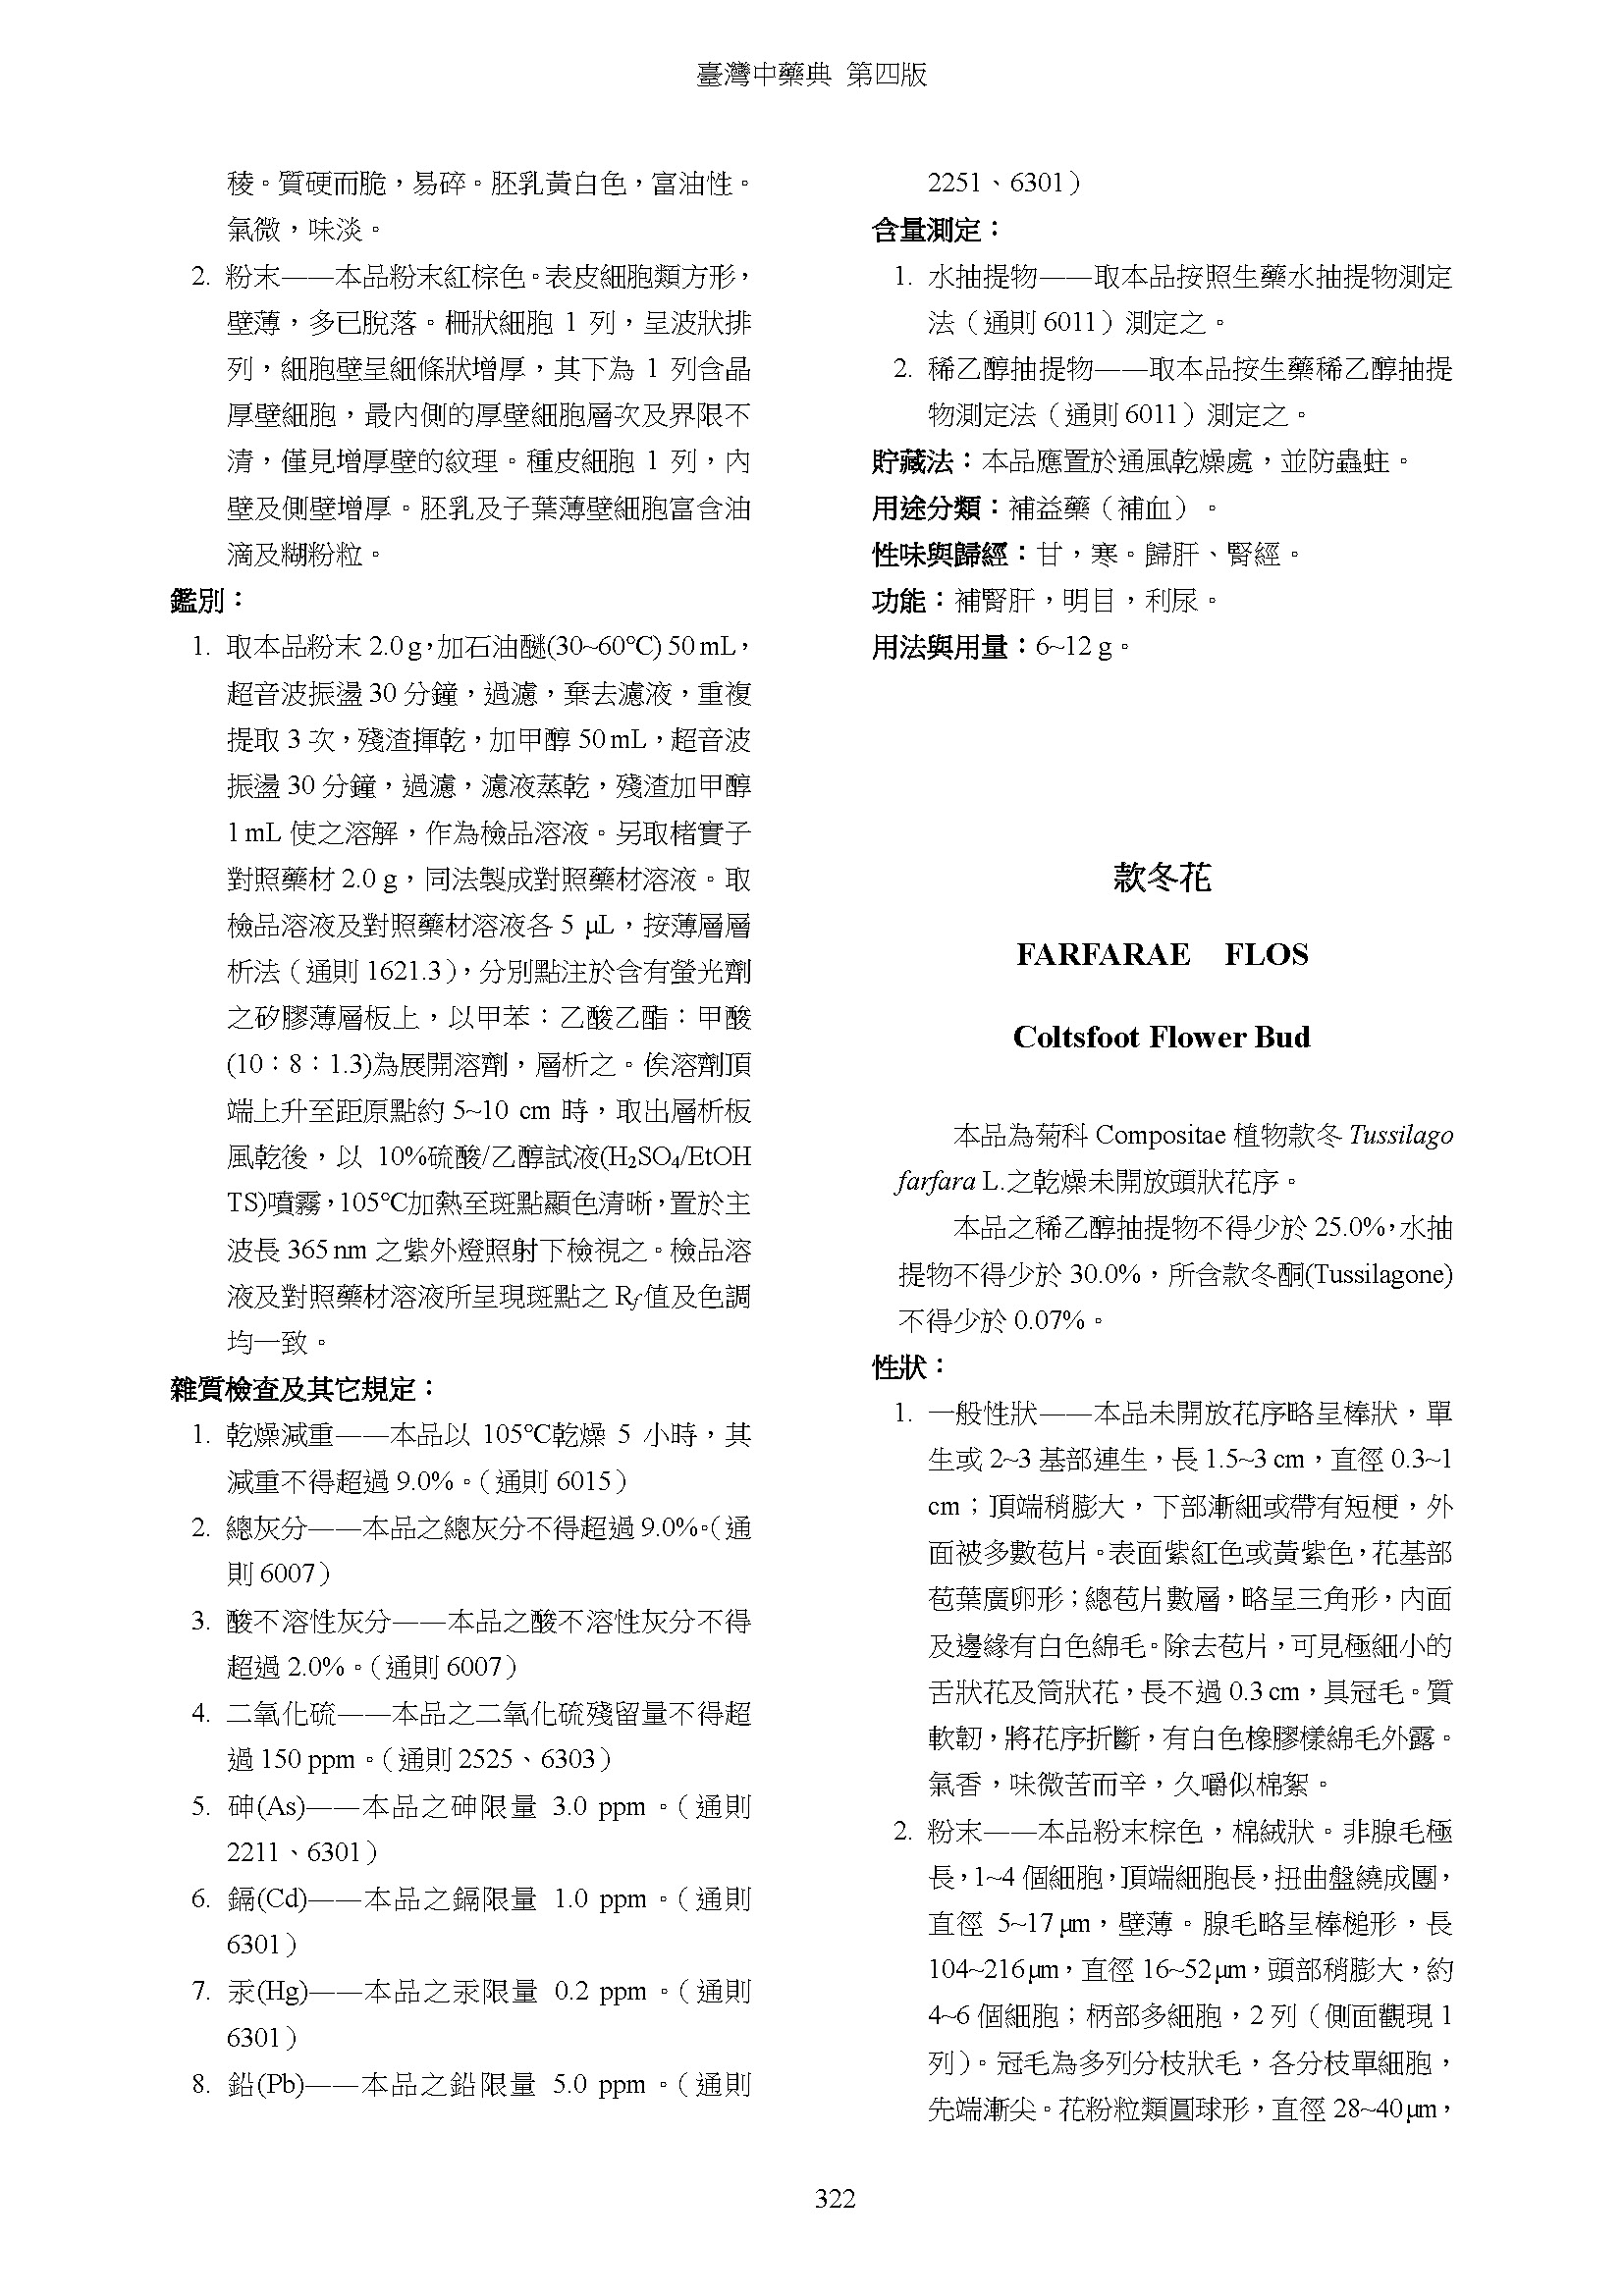 臺灣中藥典 第四版
稜。質硬而脆，易碎。胚乳黃白色，富油性。
氣微，味淡。
2. 粉末——本品粉末紅棕色。表皮細胞類方形，
壁薄，多已脫落。柵狀細胞 1 列，呈波狀排
列，細胞壁呈細條狀增厚，其下為 1 列含晶
厚壁細胞，最內側的厚壁細胞層次及界限不
清，僅見增厚壁的紋理。種皮細胞 1 列，內
壁及側壁增厚。胚乳及子葉薄壁細胞富含油
滴及糊粉粒。
鑑別：
1. 取本品粉末 2.0 g，加石油醚(30~60°C) 50 mL，
超音波振盪 30 分鐘，過濾，棄去濾液，重複
提取 3 次，殘渣揮乾，加甲醇 50 mL，超音波
振盪 30 分鐘，過濾，濾液蒸乾，殘渣加甲醇
1 mL 使之溶解，作為檢品溶液。另取楮實子
對照藥材 2.0 g，同法製成對照藥材溶液。取
檢品溶液及對照藥材溶液各 5 μL，按薄層層
析法（通則 1621.3），分別點注於含有螢光劑
之矽膠薄層板上，以甲苯：乙酸乙酯：甲酸
(10：8：1.3)為展開溶劑，層析之。俟溶劑頂
端上升至距原點約 5~10 cm 時，取出層析板
風乾後，以 10%硫酸/乙醇試液(H₂SO₄/EtOH
TS)噴霧，105°C加熱至斑點顯色清晰，置於主
波長 365 nm 之紫外燈照射下檢視之。檢品溶
液及對照藥材溶液所呈現斑點之 Rf值及色調
均一致。
雜質檢查及其它規定：
1. 乾燥減重——本品以 105°C乾燥 5 小時，其
減重不得超過 9.0%。（通則 6015）
2. 總灰分——本品之總灰分不得超過 9.0%。（通
則 6007）
3. 酸不溶性灰分——本品之酸不溶性灰分不得
超過 2.0%。（通則 6007）
4. 二氧化硫——本品之二氧化硫殘留量不得超
過 150 ppm。（通則 2525、6303）
5. 砷(As)——本品之砷限量 3.0 ppm。（通則
2211、6301）
6. 鎘(Cd)——本品之鎘限量 1.0 ppm。（通則
6301）
7. 汞(Hg)——本品之汞限量 0.2 ppm。（通則
6301）
8. 鉛(Pb)——本品之鉛限量 5.0 ppm。（通則
2251、6301）
含量測定：
1. 水抽提物——取本品按照生藥水抽提物測定
法（通則 6011）測定之。
2. 稀乙醇抽提物——取本品按生藥稀乙醇抽提
物測定法（通則 6011）測定之。
貯藏法：本品應置於通風乾燥處，並防蟲蛀。
用途分類：補益藥（補血）。
性味與歸經：甘，寒。歸肝、腎經。
功能：補腎肝，明目，利尿。
用法與用量：6~12 g。
款冬花
FARFARAE FLOS
Coltsfoot Flower Bud
本品為菊科 Compositae 植物款冬 Tussilago
farfara L.之乾燥未開放頭狀花序。
本品之稀乙醇抽提物不得少於 25.0%，水抽
提物不得少於 30.0%，所含款冬酮(Tussilagone)
不得少於 0.07%。
性狀：
1. 一般性狀——本品未開放花序略呈棒狀，單
生或 2~3 基部連生，長 1.5~3 cm，直徑 0.3~1
cm；頂端稍膨大，下部漸細或帶有短梗，外
面被多數苞片。表面紫紅色或黃紫色，花基部
苞葉廣卵形；總苞片數層，略呈三角形，內面
及邊緣有白色綿毛。除去苞片，可見極細小的
舌狀花及筒狀花，長不過 0.3 cm，具冠毛。質
軟韌，將花序折斷，有白色橡膠樣綿毛外露。
氣香，味微苦而辛，久嚼似棉絮。
2. 粉末——本品粉末棕色，棉絨狀。非腺毛極
長，1~4 個細胞，頂端細胞長，扭曲盤繞成團，
直徑 5~17 μm，壁薄。腺毛略呈棒槌形，長
104~216 μm，直徑 16~52 μm，頭部稍膨大，約
4~6 個細胞；柄部多細胞，2 列（側面觀現 1
列）。冠毛為多列分枝狀毛，各分枝單細胞，
先端漸尖。花粉粒類圓球形，直徑 28~40 μm，
322